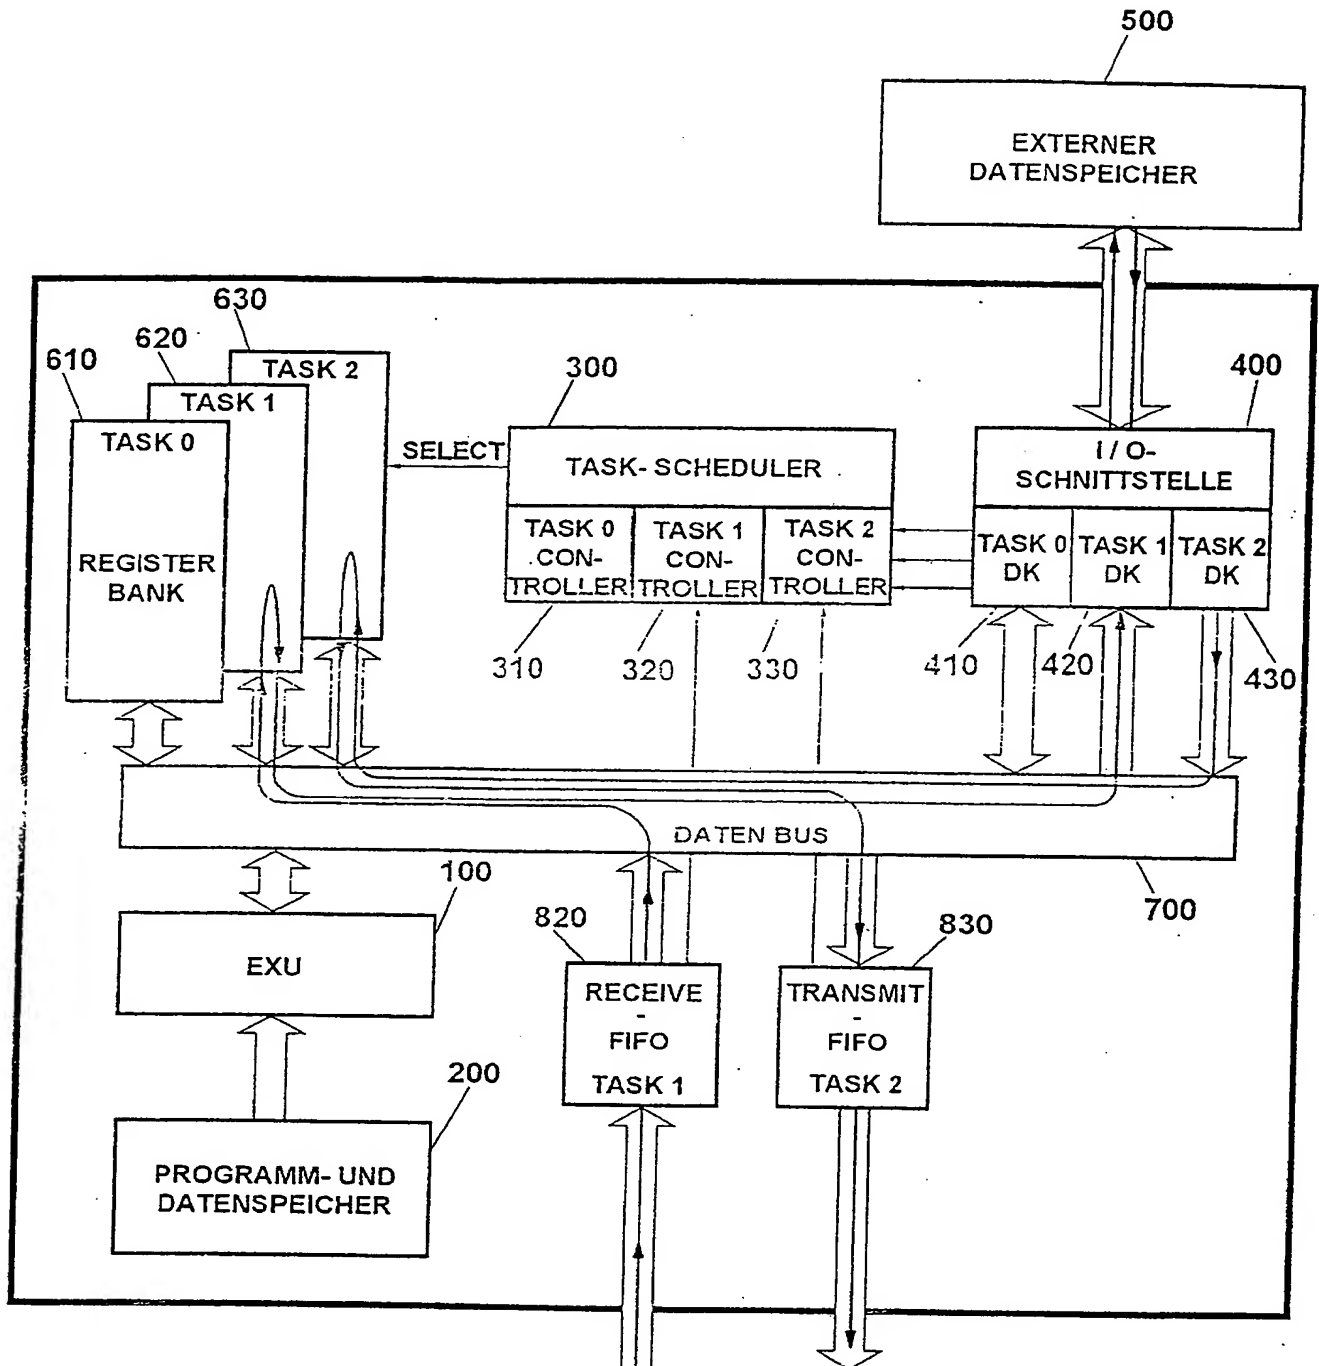 500
EXTERNER
DATENSPEICHER
630
620
610
TASK 2
TASK 1
TASK 0
REGISTER
BANK
SELECT
300
TASK- SCHEDULER
TASK 0
CON-
TROLLER
TASK 1
CON-
TROLLER
TASK 2
CON-
TROLLER
310
320
330
400
I / O-
SCHNITTSTELLE
TASK 0
DK
TASK 1
DK
TASK 2
DK
410
420
430
DATEN BUS
700
100
EXU
200
PROGRAMM- UND
DATENSPEICHER
820
RECEIVE
-
FIFO
TASK 1
830
TRANSMIT
-
FIFO
TASK 2